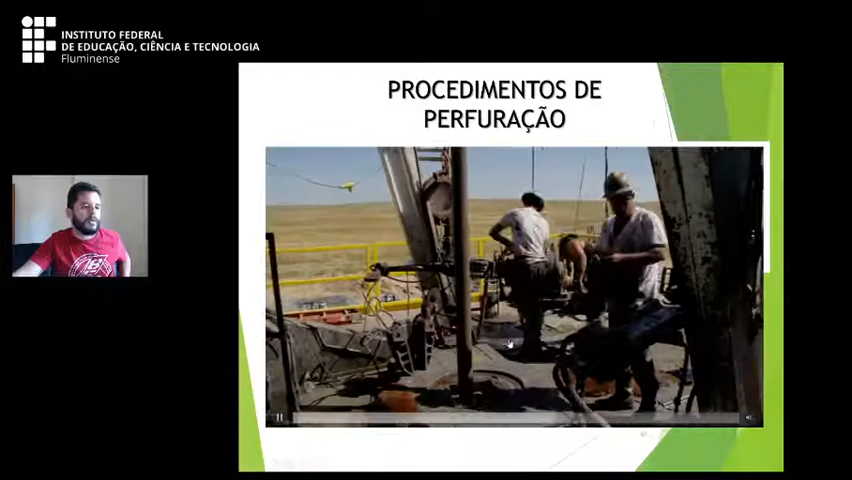 INSTITUTO FEDERAL
DE EDUCAÇÃO, CIÊNCIA E TECNOLOGIA
Fluminense
PROCEDIMENTOS DE
PERFURAÇÃO